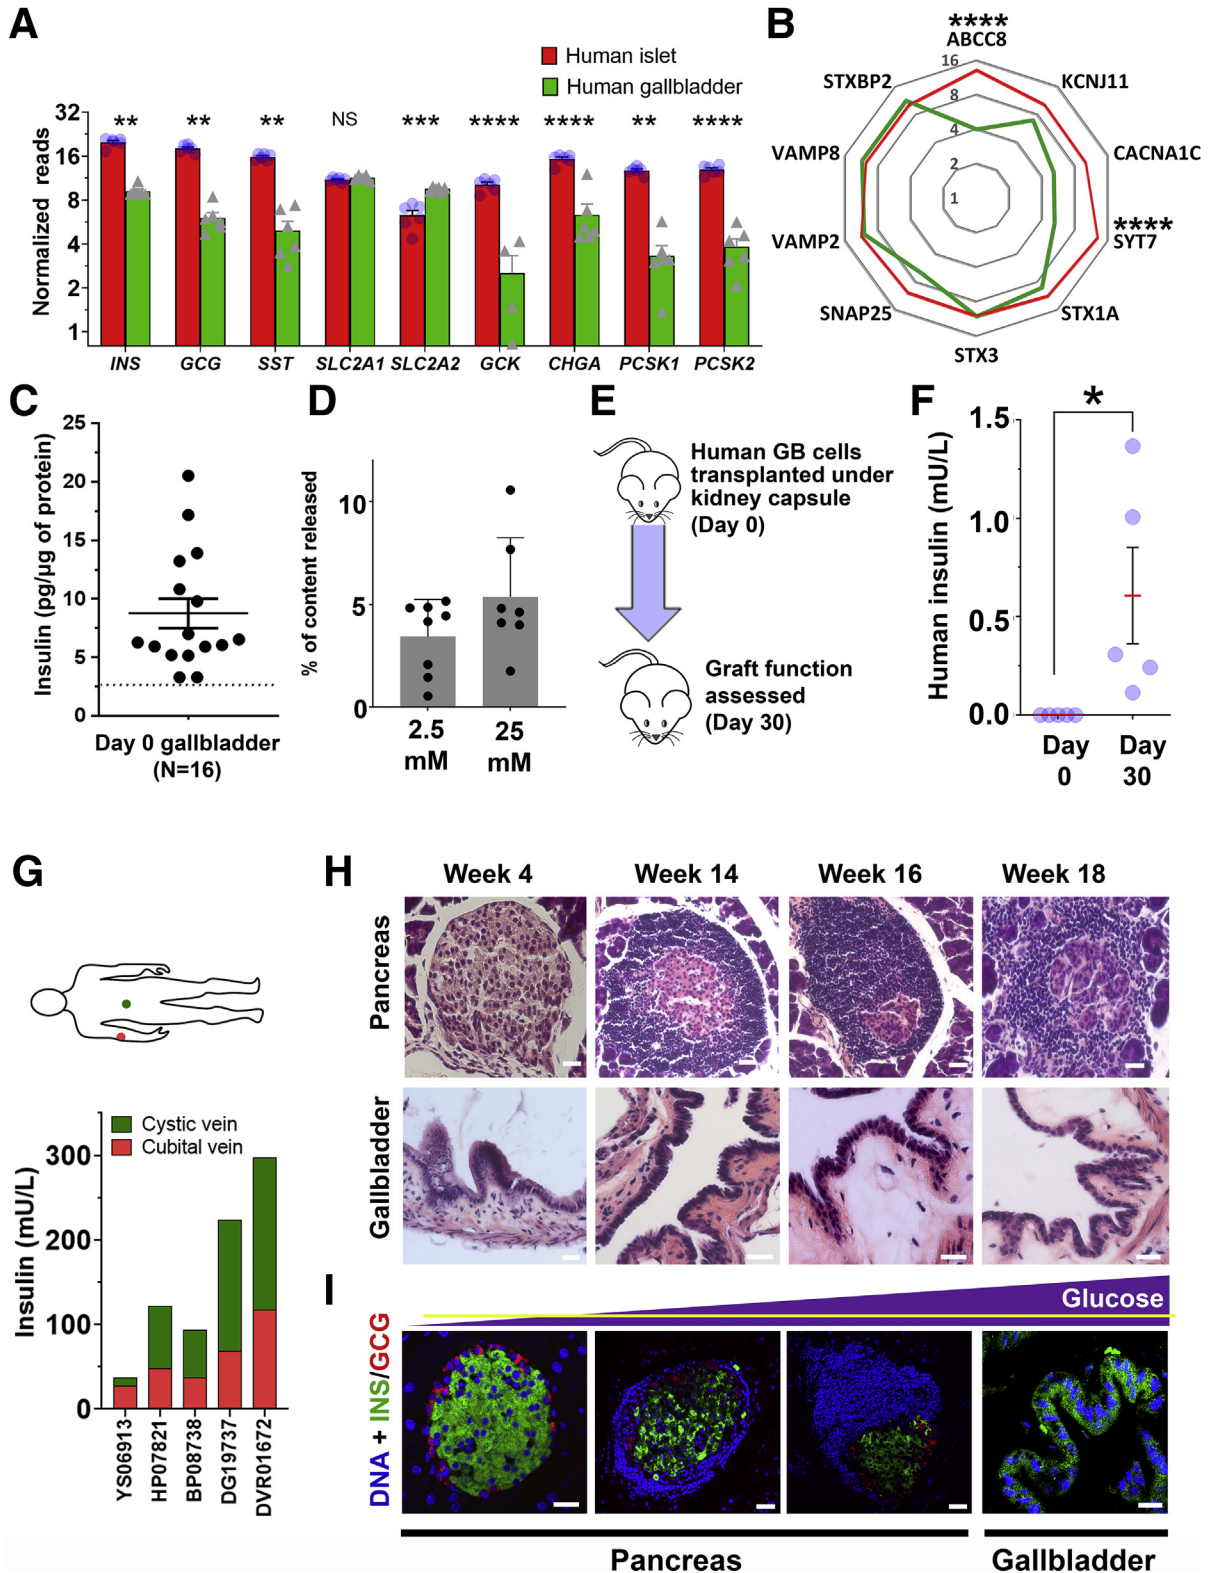 A
Human islet
Human gallbladder
Normalized reads
32
16
8
4
2
1
** ** ** NS *** **** **** ** ****
INS GCG SST SLC2A1 SLC2A2 GCK CHGA PCSK1 PCSK2
B
****
ABCC8
KCNJ11
CACNA1C
****
SYT7
STX1A
STX3
SNAP25
VAMP2
VAMP8
STXBP2
16
8
4
2
1
C
Insulin (pg/µg of protein)
25
20
15
10
5
0
Day 0 gallbladder
(N=16)
D
% of content released
10
5
0
2.5
mM
25
mM
E
Human GB cells
transplanted under
kidney capsule
(Day 0)
Graft function
assessed
(Day 30)
F
Human insulin (mU/L)
1.5
1.0
0.5
0.0
*
Day
0
Day
30
G
Cystic vein
Cubital vein
Insulin (mU/L)
300
200
100
0
YS06913
HP07821
BP08738
DG19737
DVR01672
H
Week 4 Week 14 Week 16 Week 18
Pancreas
Gallbladder
I
Glucose
DNA + INS/GCG
Pancreas Gallbladder